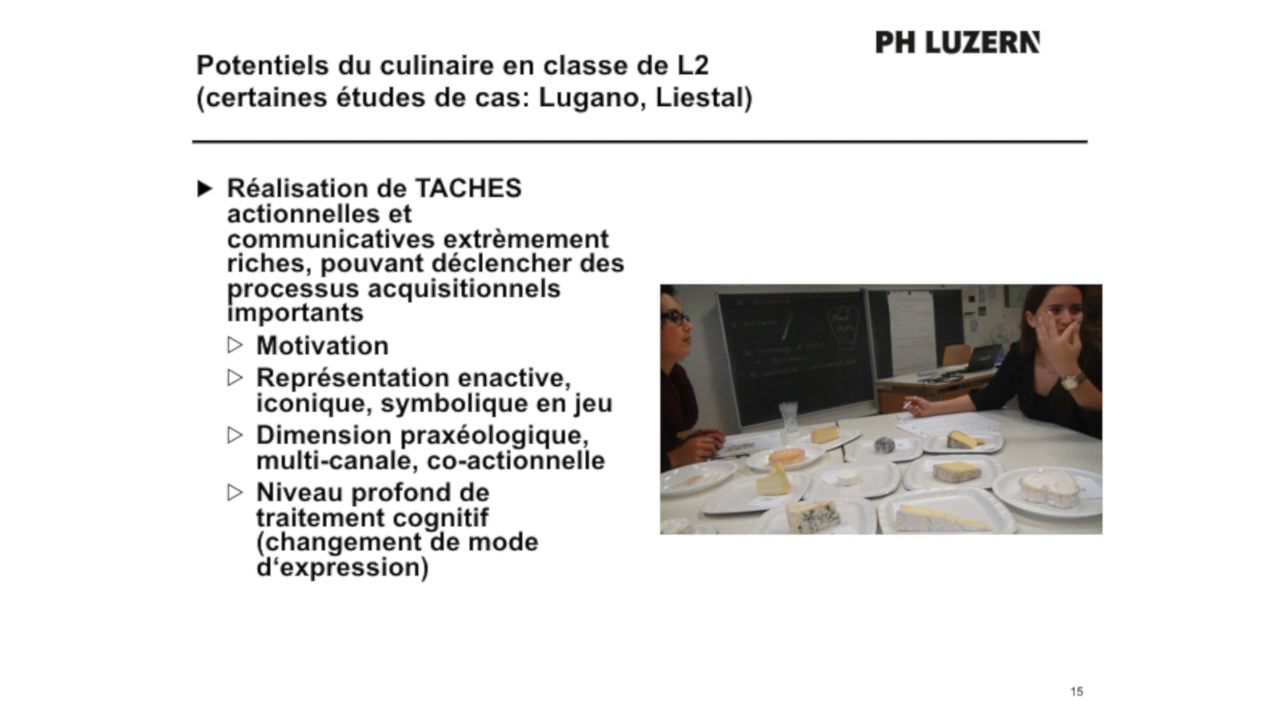 PH LUZERN
Potentiels du culinaire en classe de L2
(certaines études de cas: Lugano, Liestal)
Réalisation de TACHES
actionnelles et
communicatives extrèmement
riches, pouvant déclencher des
processus acquisitionnels
importants
Motivation
Représentation enactive,
iconique, symbolique en jeu
Dimension praxéologique,
multi-canale, co-actionnelle
Niveau profond de
traitement cognitif
(changement de mode
d‘expression)
15